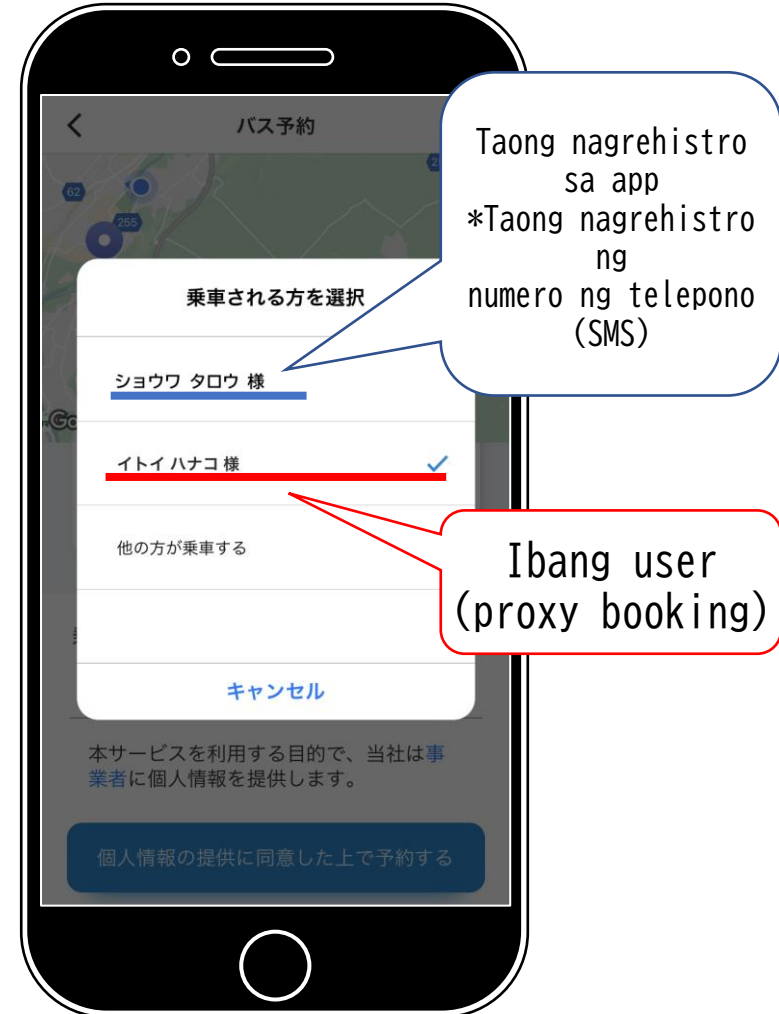 バス予約
62
255
2
乗車される方を選択
ショウワ タロウ 様
Go
イトイ ハナコ 様
他の方が乗車する
キャンセル
本サービスを利用する目的で、当社は事
業者に個人情報を提供します。
個人情報の提供に同意した上で予約する
Taong nagrehistro
sa app
*Taong nagrehistro
ng
numero ng telepono
(SMS)
Ibang user
(proxy booking)